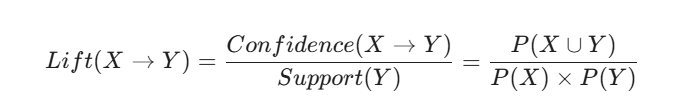 Lift(X → Y) = Confidence(X → Y) / Support(Y) = P(X ∪ Y) / P(X) × P(Y)